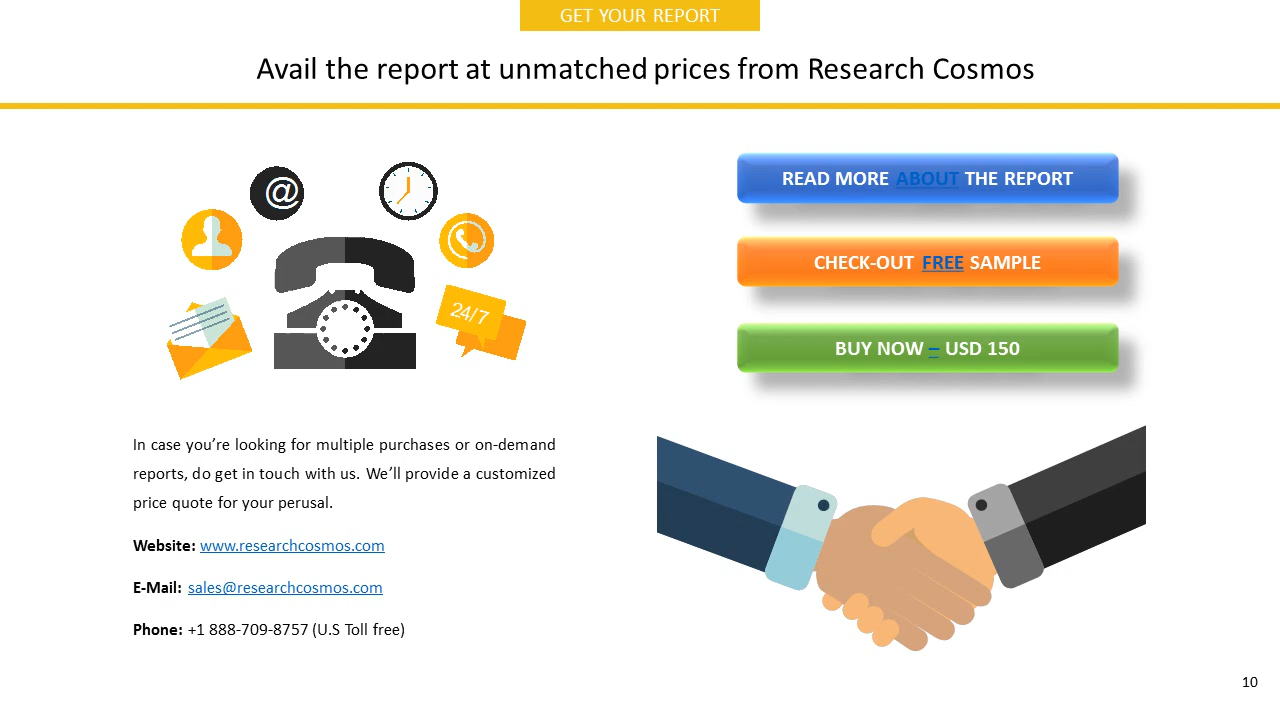 GET YOUR REPORT
Avail the report at unmatched prices from Research Cosmos
@
24/7
READ MORE ABOUT THE REPORT
CHECK-OUT FREE SAMPLE
BUY NOW – USD 150
In case you’re looking for multiple purchases or on-demand
reports, do get in touch with us. We’ll provide a customized
price quote for your perusal.
Website: www.researchcosmos.com
E-Mail: sales@researchcosmos.com
Phone: +1 888-709-8757 (U.S Toll free)
10